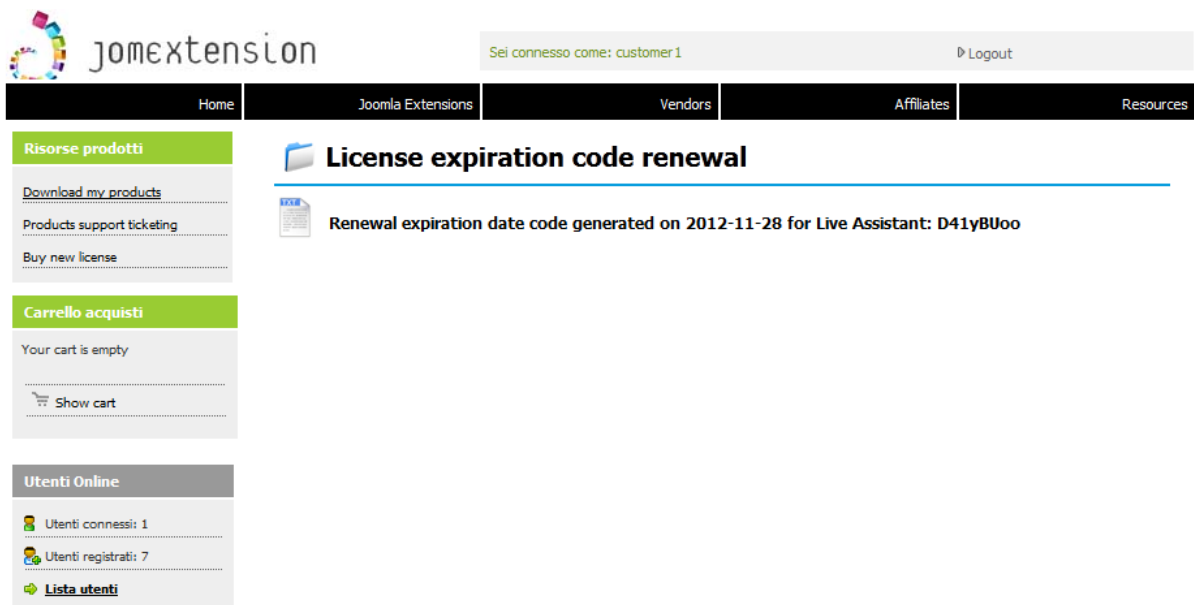 jomextension
Sei connesso come: customer1
Logout
Home
Joomla Extensions
Vendors
Affiliates
Resources
Risorse prodotti
Download my products
Products support ticketing
Buy new license
Carrello acquisti
Your cart is empty
Show cart
Utenti Online
Utenti connessi: 1
Utenti registrati: 7
Lista utenti
License expiration code renewal
TXT
Renewal expiration date code generated on 2012-11-28 for Live Assistant: D41yBUoo